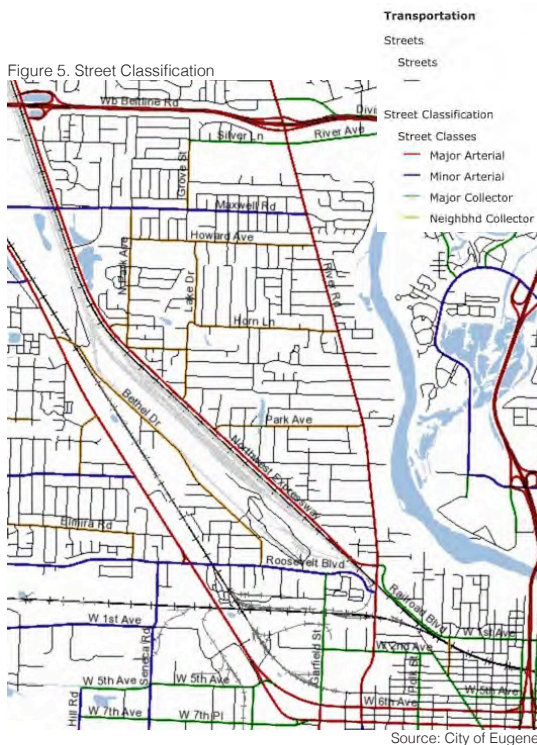 Transportation
Streets
Streets
Figure 5. Street Classification
Street Classification
Street Classes
Major Arterial
Minor Arterial
Major Collector
Neighbhd Collector
Wb Beltline Rd
Divi
Silver Ln
River Ave
Grove St
Maxwell Rd
Howard Ave
N Park Ave
Lake Dr
River Rd
Horn Ln
Bethel Dr
Park Ave
Northwest Expressway
Elmira Rd
Roosevelt Blvd
Railroad Blvd
W 1st Ave
W 1st Ave
Seneca Rd
Garfield St
W 2nd Ave
Polk St
W 5th Ave
W 5th Ave
W 5th Ave
W 6th Ave
Hill Rd
W 7th Ave
W 7th Pl
Source: City of Eugene